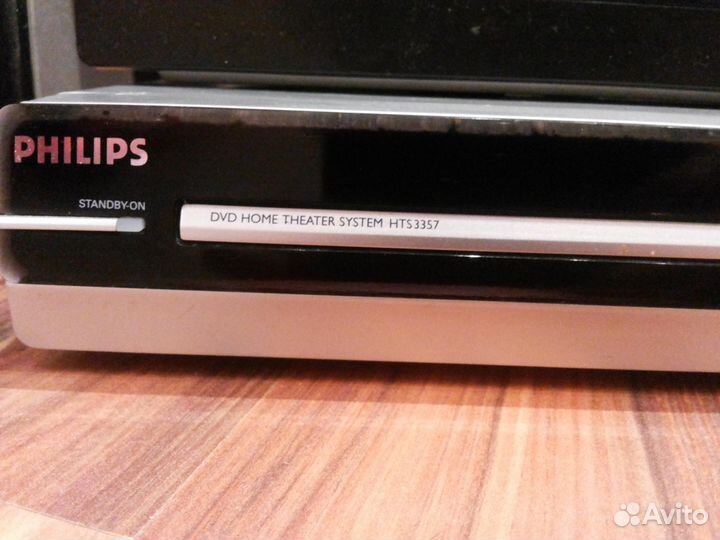 PHILIPS
STANDBY-ON
DVD HOME THEATER SYSTEM HTS3357
Avito